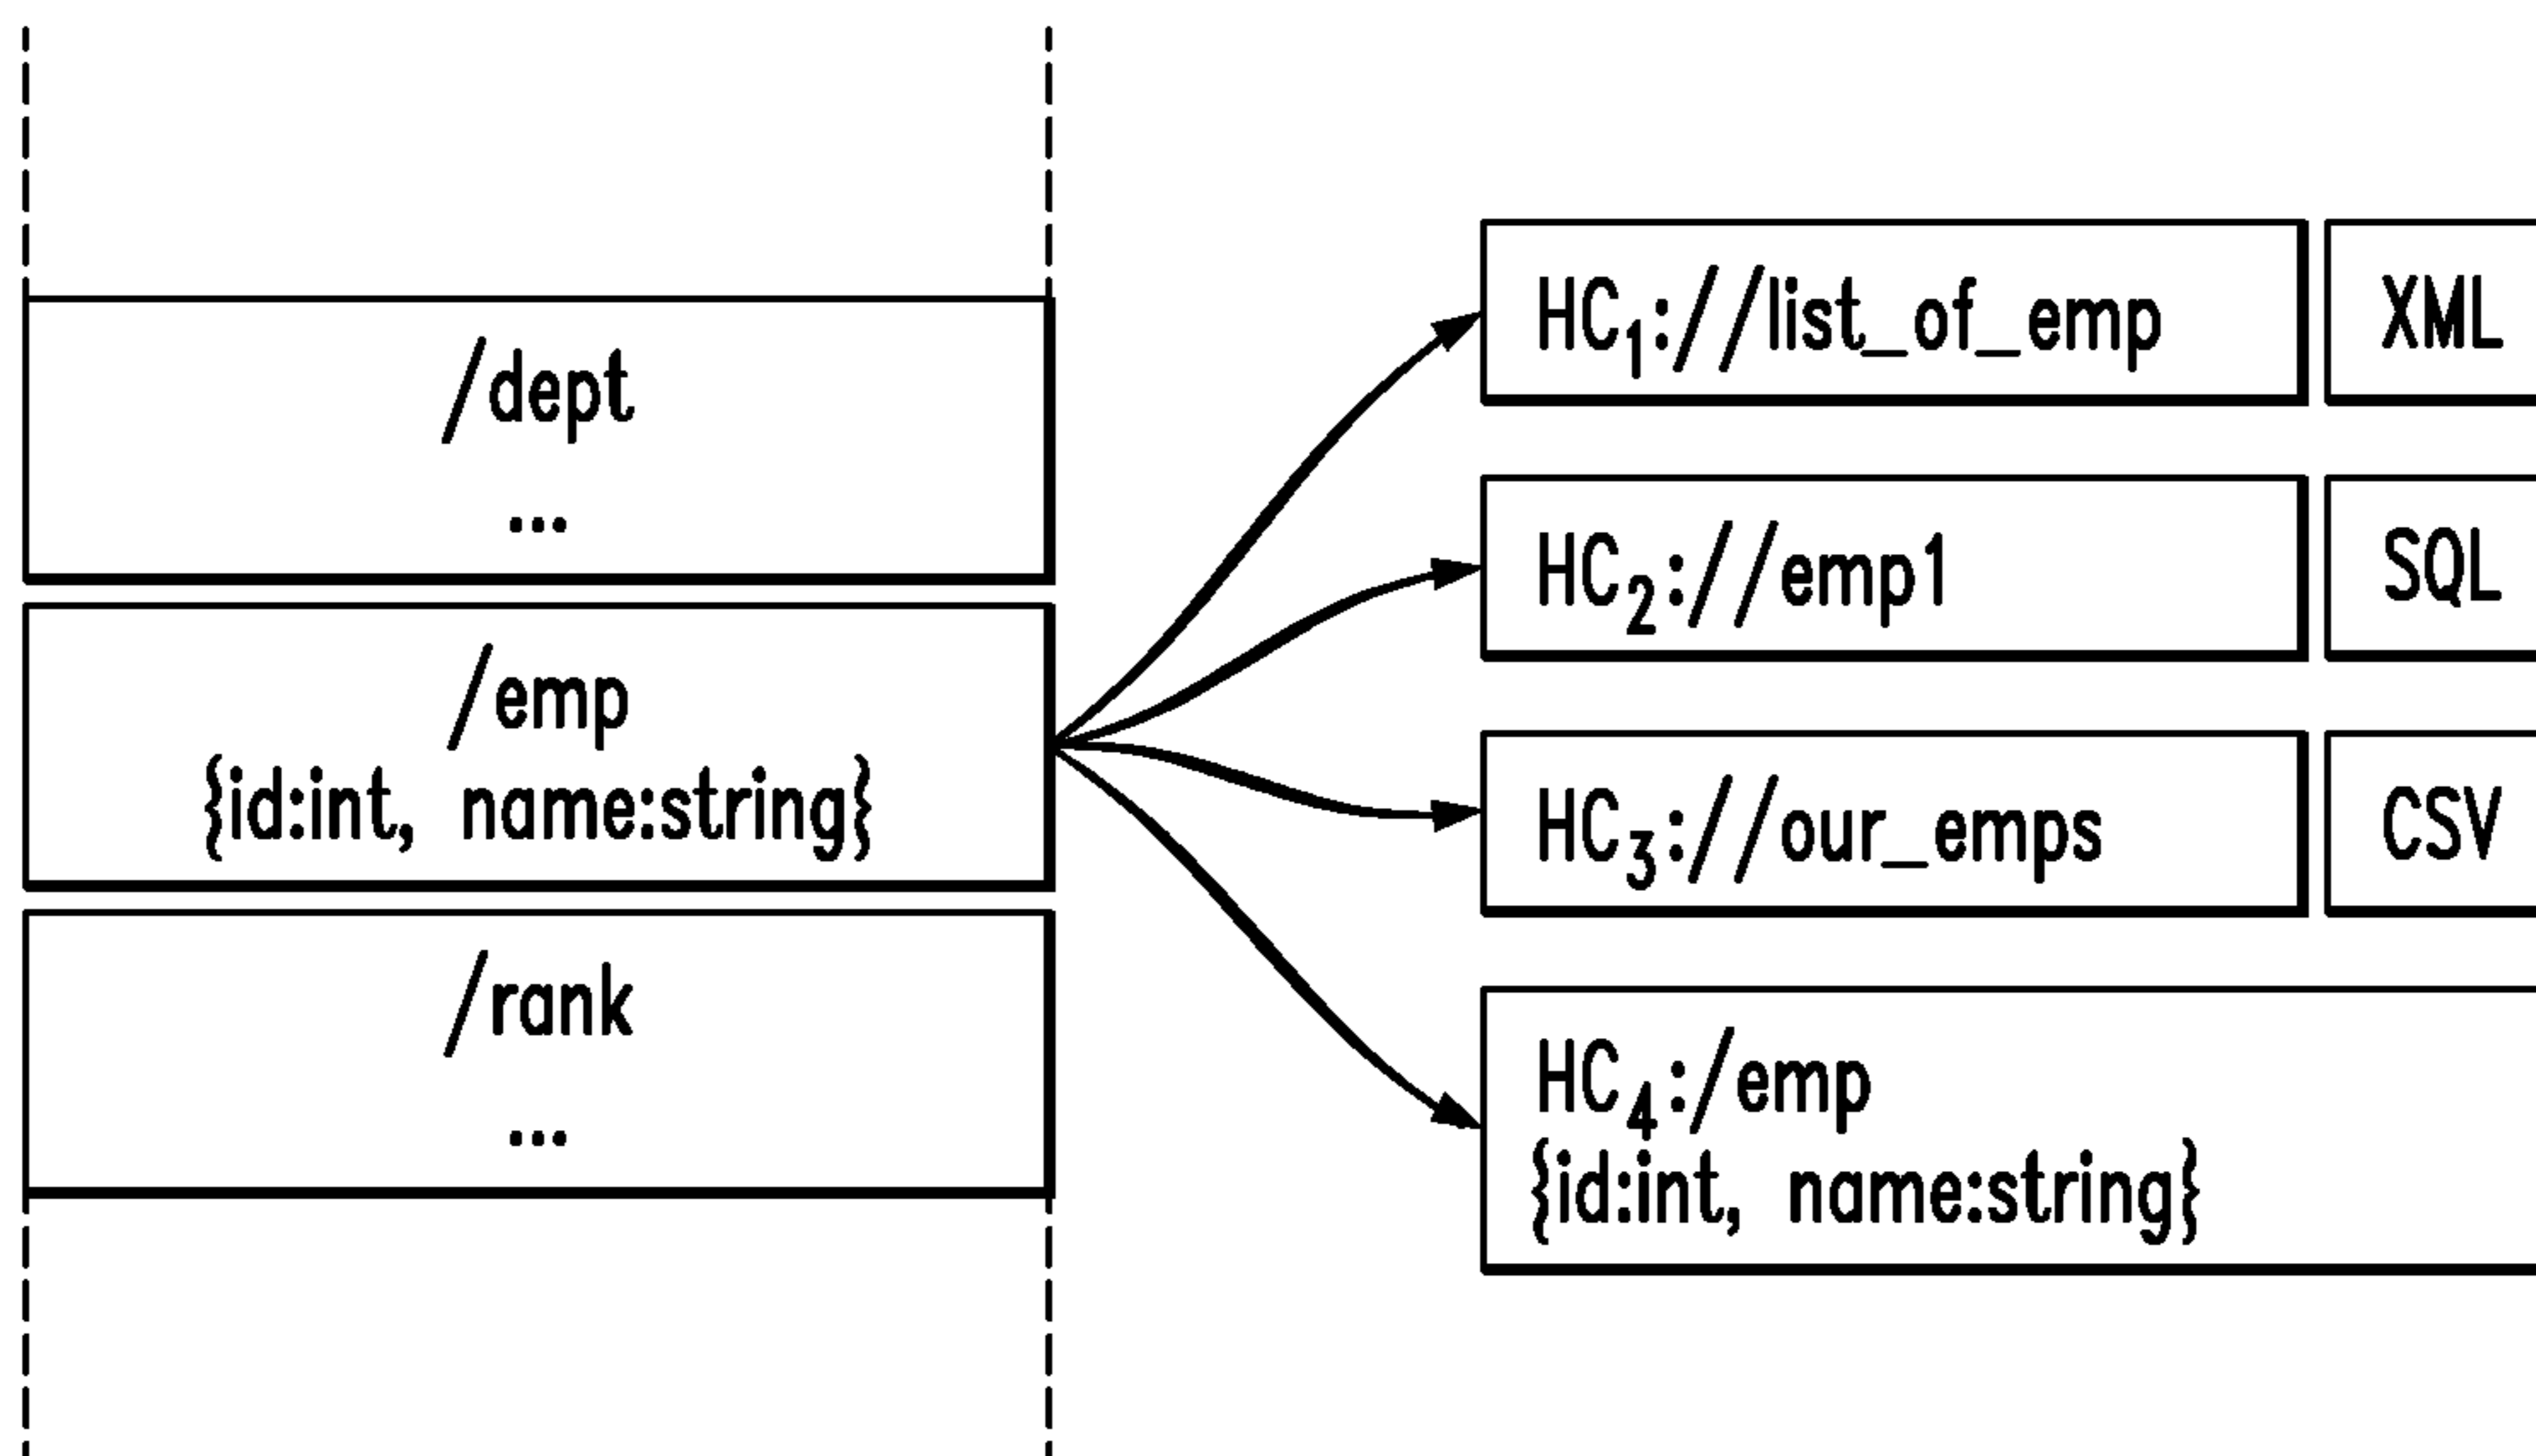 /dept
...
/emp
{id:int, name:string}
/rank
...
HC₁://list_of_emp
XML
HC₂://emp1
SQL
HC₃://our_emps
CSV
HC₄:/emp
{id:int, name:string}